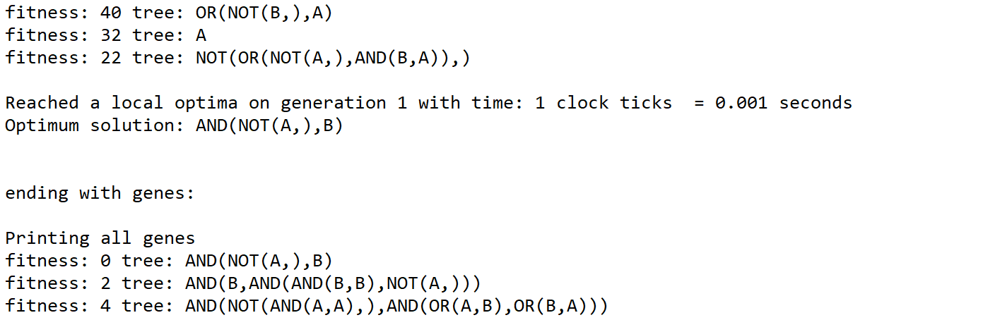 fitness: 40 tree: OR(NOT(B,),A)
fitness: 32 tree: A
fitness: 22 tree: NOT(OR(NOT(A,),AND(B,A)),)
Reached a local optima on generation 1 with time: 1 clock ticks  = 0.001 seconds
Optimum solution: AND(NOT(A,),B)
ending with genes:
Printing all genes
fitness: 0 tree: AND(NOT(A,),B)
fitness: 2 tree: AND(B,AND(AND(B,B),NOT(A,)))
fitness: 4 tree: AND(NOT(AND(A,A),),AND(OR(A,B),OR(B,A)))